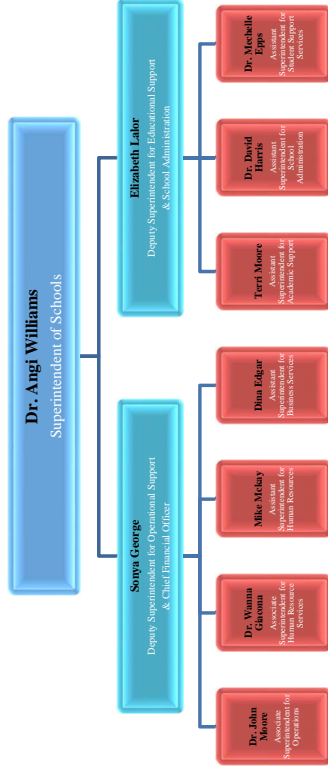 Dr. Angi Williams
Superintendent of Schools
Sonya George
Deputy Superintendent for Operational Support
& Chief Financial Officer
Elizabeth Lalor
Deputy Superintendent for Educational Support
& School Administration
Dr. John
Moore
Associate
Superintendent for
Operations
Dr. Wanna
Giacona
Associate
Superintendent for
Human Resource
Services
Mike Mckay
Assistant
Superintendent for
Human Resources
Dina Edgar
Assistant
Superintendent for
Business Services
Terri Moore
Assistant
Superintendent for
Academic Support
Dr. David
Harris
Assistant
Superintendent for
School
Administration
Dr. Mechelle
Epps
Assistant
Superintendent for
Student Support
Services